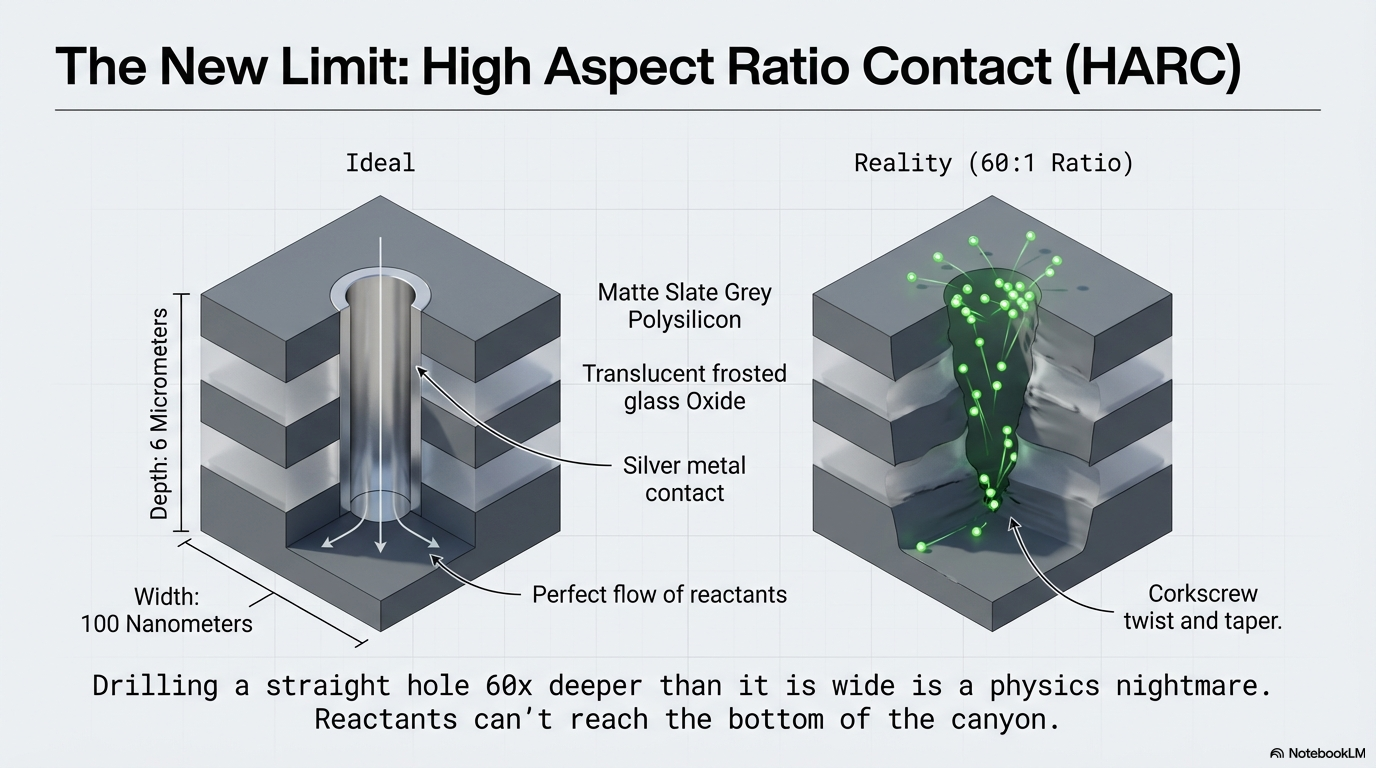 The New Limit: High Aspect Ratio Contact (HARC)
Ideal
Reality (60:1 Ratio)
Depth: 6 Micrometers
Width:
100 Nanometers
Matte Slate Grey
Polysilicon
Translucent frosted
glass Oxide
Silver metal
contact
Perfect flow of reactants
Corkscrew
twist and taper.
Drilling a straight hole 60x deeper than it is wide is a physics nightmare.
Reactants can't reach the bottom of the canyon.
NotebookLM